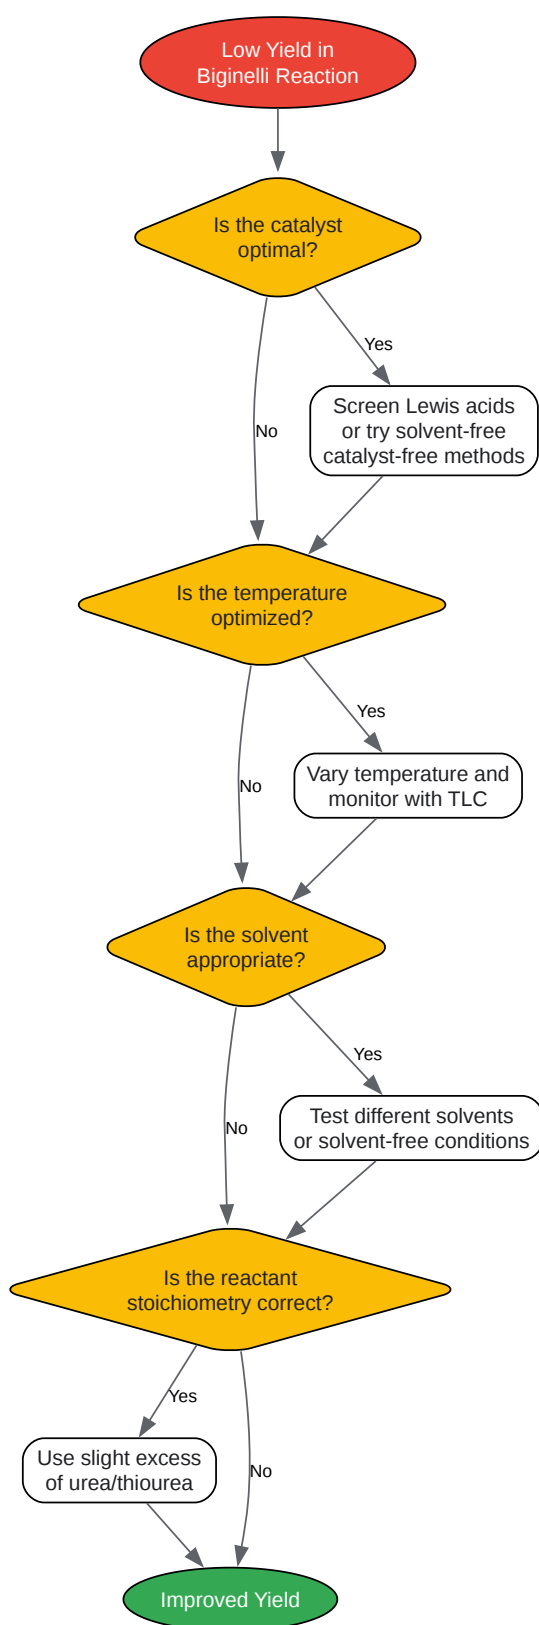 Low Yield in
Biginelli Reaction
Is the catalyst
optimal?
Yes
Screen Lewis acids
or try solvent-free
catalyst-free methods
No
Is the temperature
optimized?
Yes
Vary temperature and
monitor with TLC
No
Is the solvent
appropriate?
Yes
Test different solvents
or solvent-free conditions
No
Is the reactant
stoichiometry correct?
Yes
Use slight excess
of urea/thiourea
No
Improved Yield